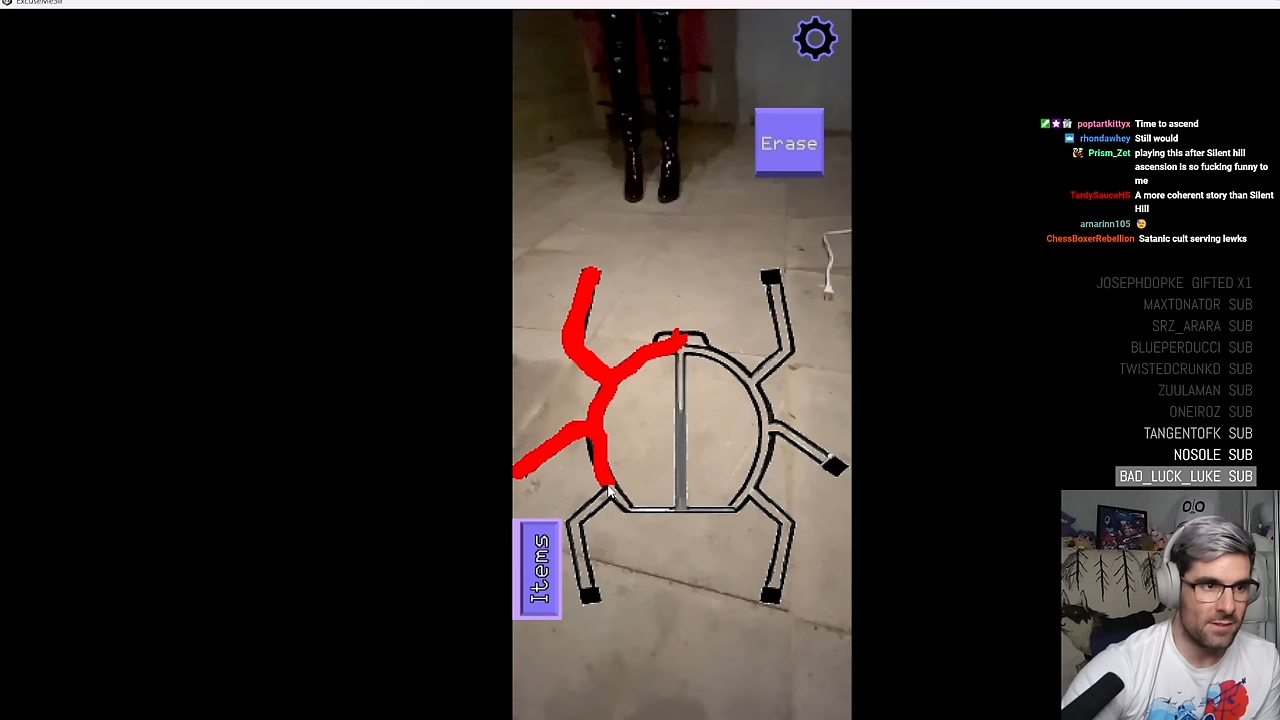 ExcuseMeSir
Erase
Items
poptartkittyx Time to ascend
rhondawhey Still would
Prism_Zet playing this after Silent hill
ascension is so fucking funny to
me
TardySauceHS A more coherent story than Silent
Hill
arnarinn105
ChessBoxerRebellion Satanic cult serving lewks
JOSEPHDOPKE GIFTED X1
MAXTONATOR SUB
SRZ_ARARA SUB
BLUEPERDUCCI SUB
TWISTEDCRUNKD SUB
ZUULAMAN SUB
ONEIROZ SUB
TANGENTOFK SUB
NOSOLE SUB
BAD_LUCK_LUKE SUB